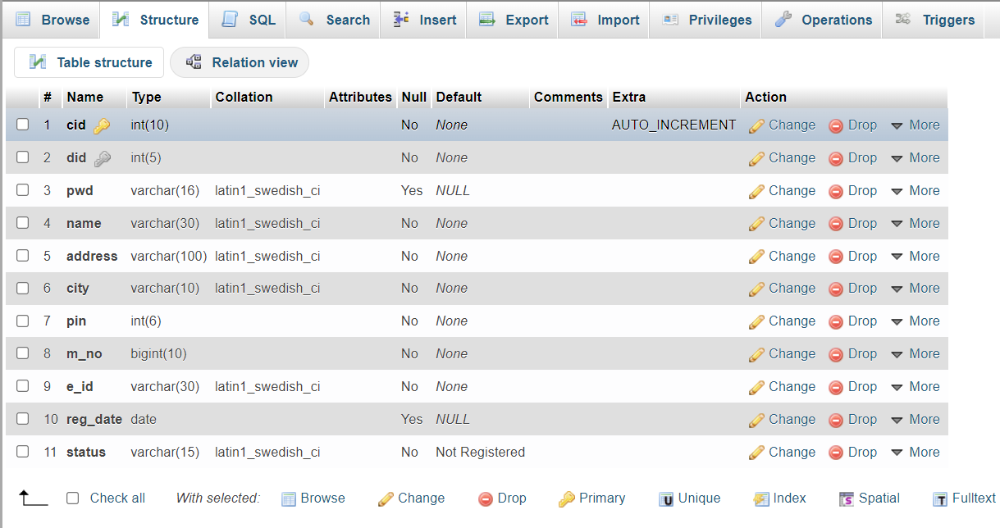 Browse Structure SQL Search Insert Export Import Privileges Operations Triggers
Table structure Relation view
# Name Type Collation Attributes Null Default Comments Extra Action
1 cid int(10) No None AUTO_INCREMENT Change Drop More
2 did int(5) No None Change Drop More
3 pwd varchar(16) latin1_swedish_ci Yes NULL Change Drop More
4 name varchar(30) latin1_swedish_ci No None Change Drop More
5 address varchar(100) latin1_swedish_ci No None Change Drop More
6 city varchar(10) latin1_swedish_ci No None Change Drop More
7 pin int(6) No None Change Drop More
8 m_no bigint(10) No None Change Drop More
9 e_id varchar(30) latin1_swedish_ci No None Change Drop More
10 reg_date date Yes NULL Change Drop More
11 status varchar(15) latin1_swedish_ci No Not Registered Change Drop More
Check all With selected: Browse Change Drop Primary Unique Index Spatial Fulltext